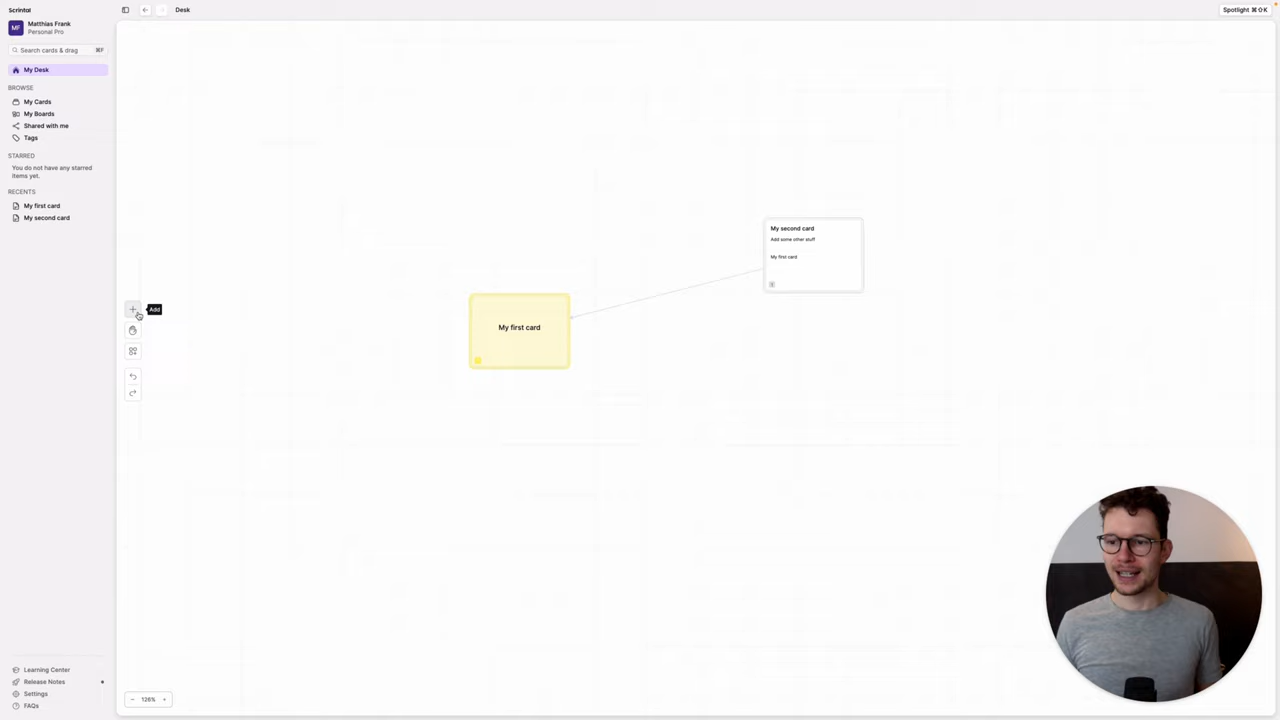 Scrintal
Desk
Spotlight ⌘⇧K
MF
Matthias Frank
Personal Pro
Search cards & drag ⌘F
My Desk
BROWSE
My Cards
My Boards
Shared with me
Tags
STARRED
You do not have any starred
items yet.
RECENTS
My first card
My second card
Add
My first card
My second card
Add some other stuff
My first card
Learning Center
Release Notes
Settings
FAQs
− 126% +